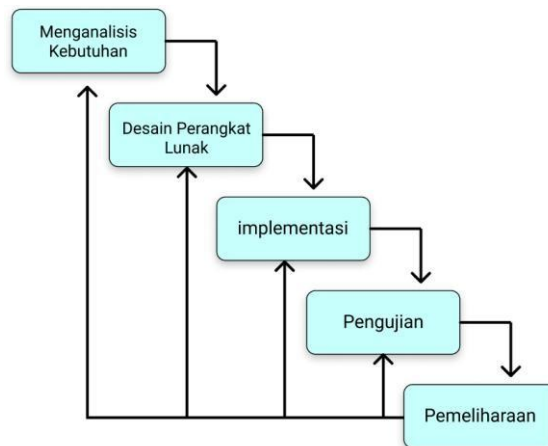 Menganalisis
Kebutuhan
Desain Perangkat
Lunak
implementasi
Pengujian
Pemeliharaan